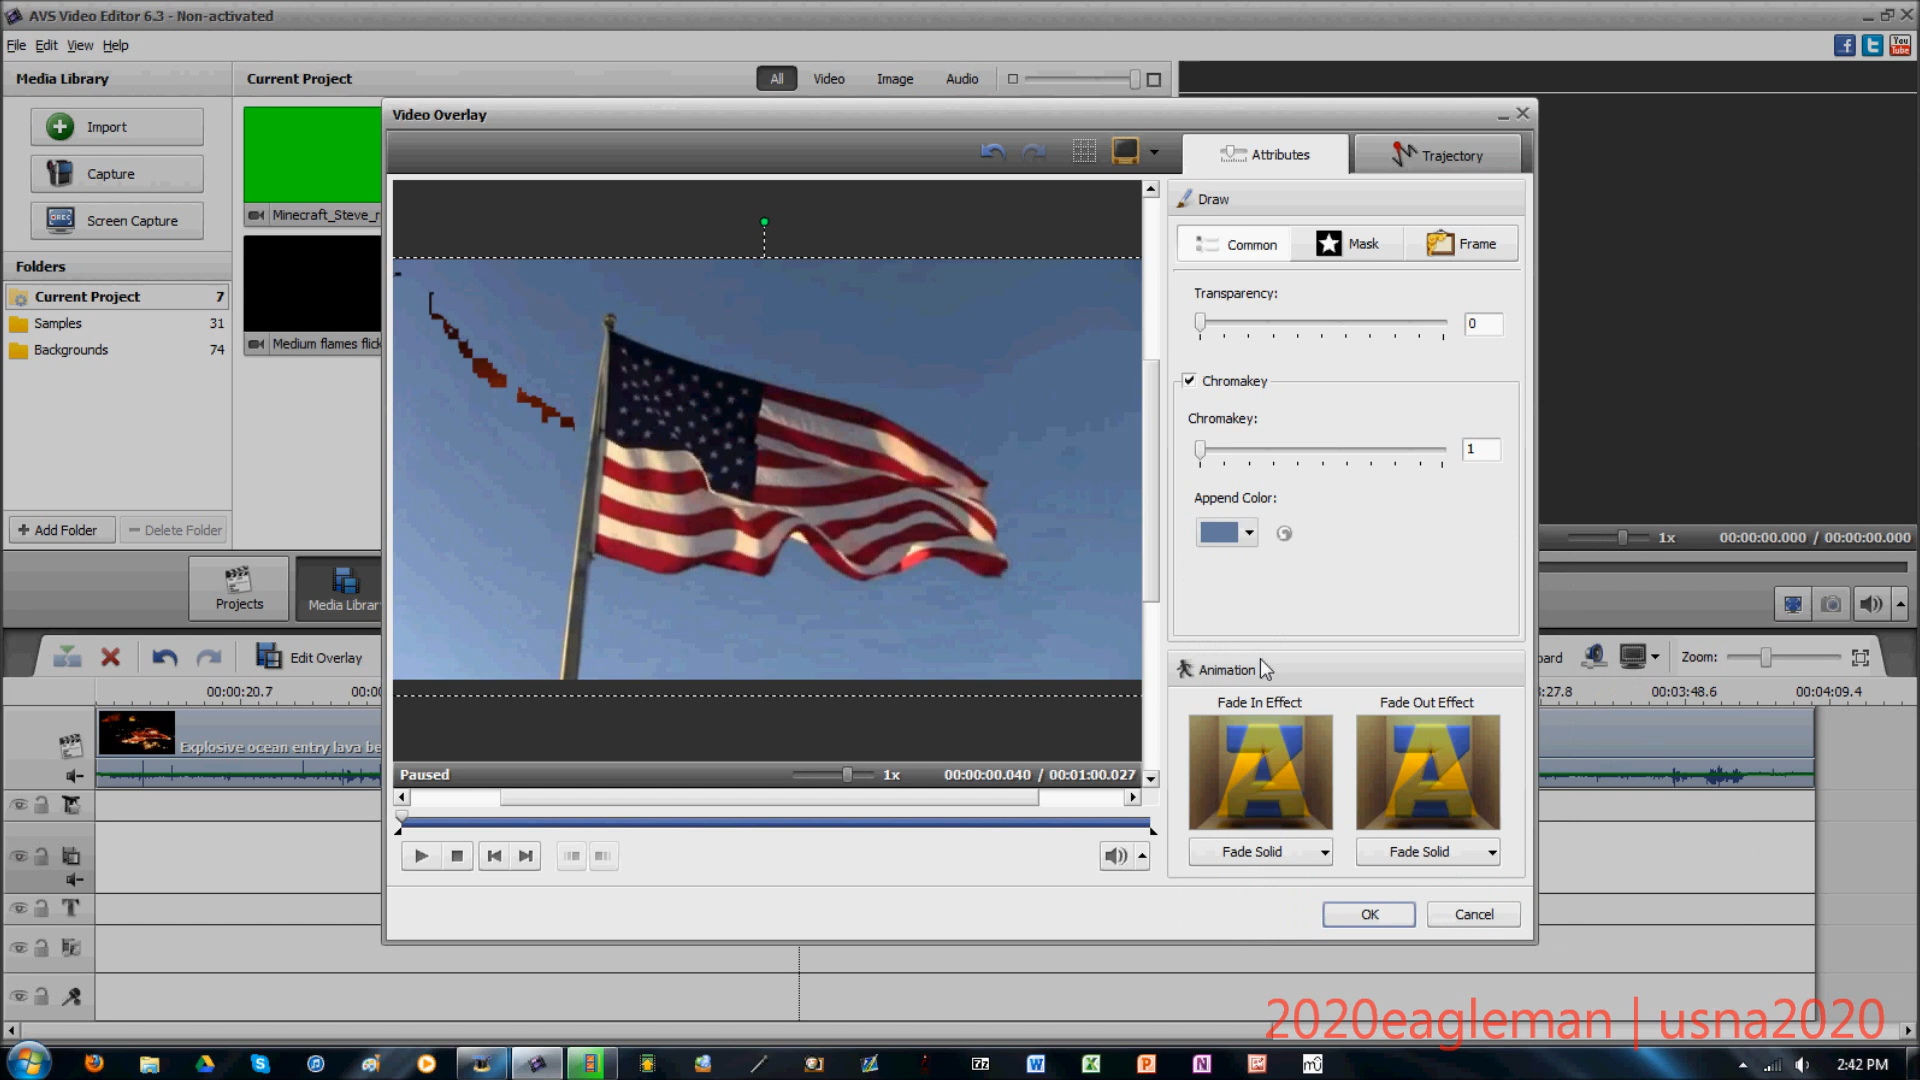 AVS Video Editor 6.3 - Non-activated
File Edit View Help
You
Tube
Media Library
Current Project
All Video Image Audio
Import
Capture
Screen Capture
Folders
Current Project 7
Samples 31
Backgrounds 74
+ Add Folder
Delete Folder
Minecraft_Steve_r
Medium flames flick
Projects
Media Librar
Video Overlay
Attributes
Trajectory
Draw
Common
Mask
Frame
Transparency:
0
Chromakey
Chromakey:
1
Append Color:
Animation
Fade In Effect
Fade Out Effect
Fade Solid
Fade Solid
Paused
1x
00:00:00.040 / 00:01:00.027
OK
Cancel
1x
00:00:00.000 / 00:00:00.000
Edit Overlay
oard
Zoom:
00:00:20.7
00:00
:27.8
00:03:48.6
00:04:09.4
Explosive ocean entry lava be
2020eagleman | usna2020
2:42 PM